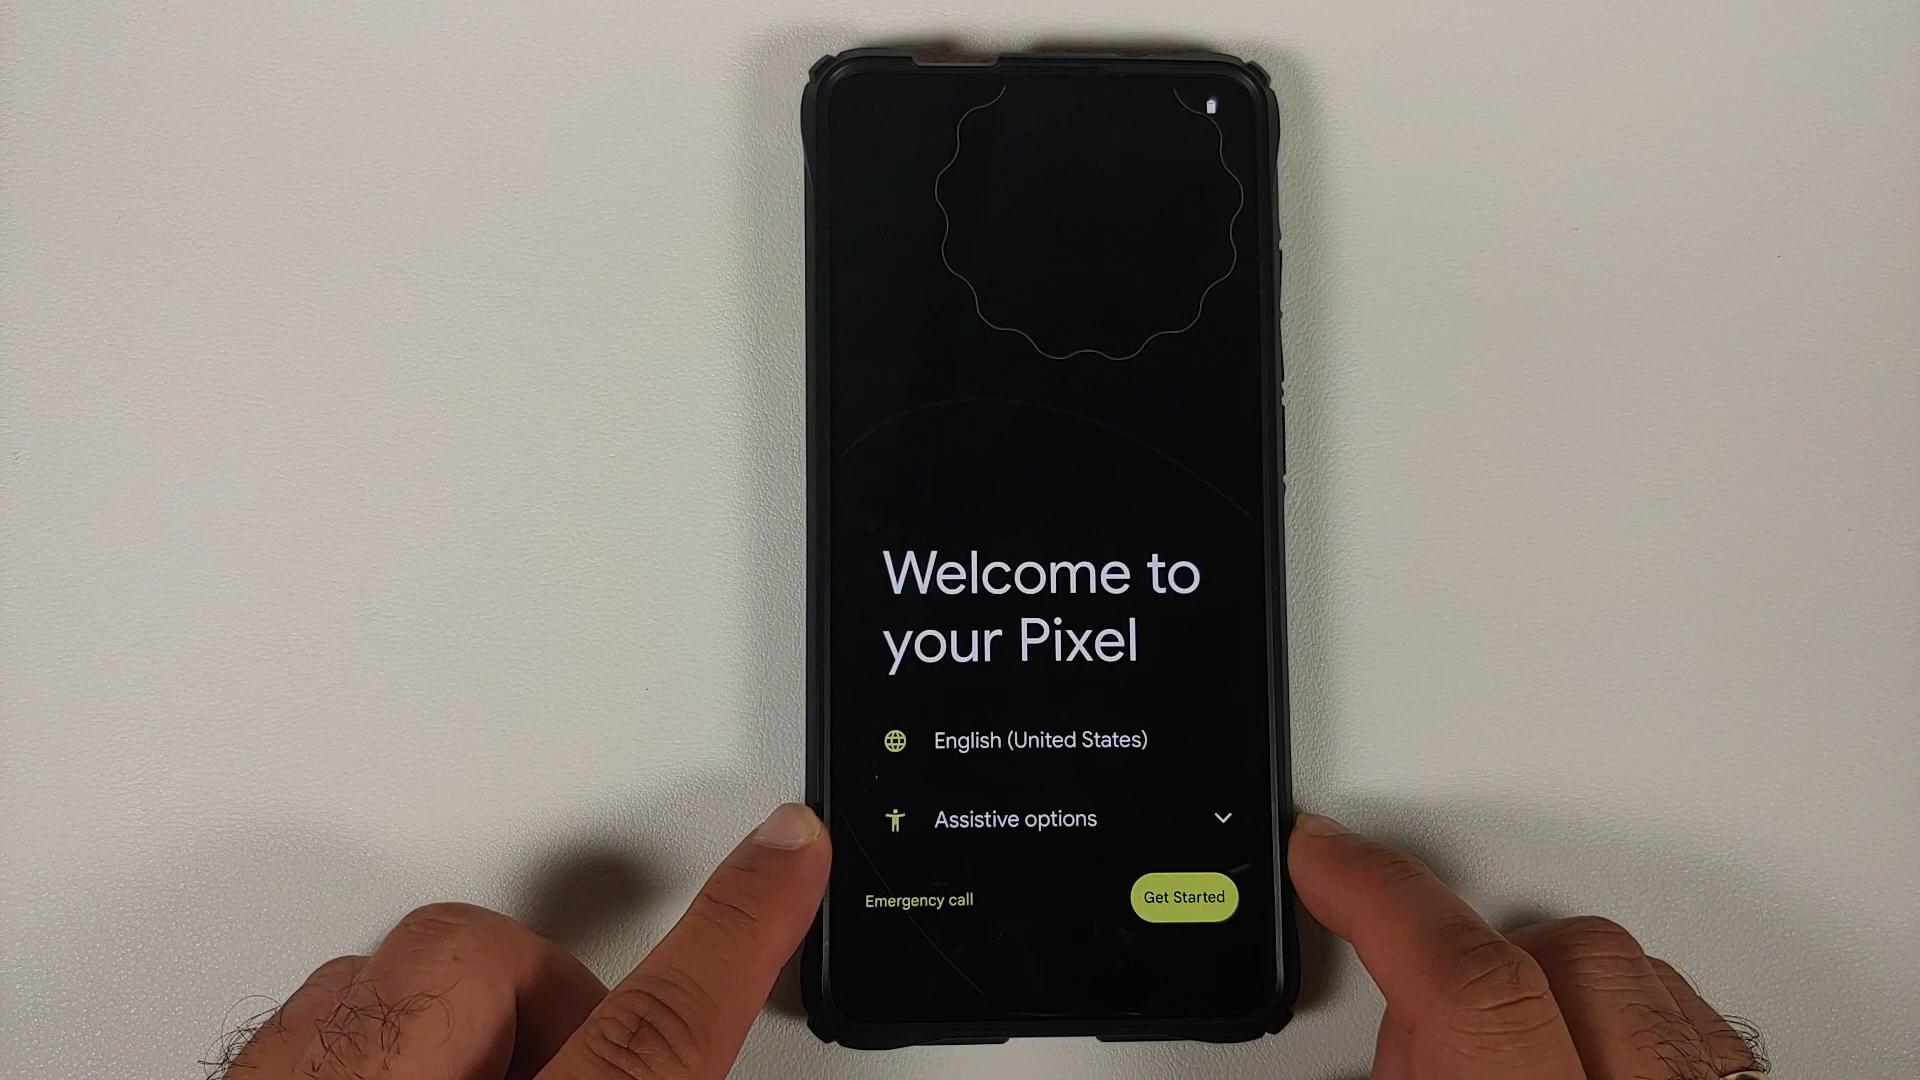 Welcome to
your Pixel
English (United States)
Assistive options
Emergency call
Get Started